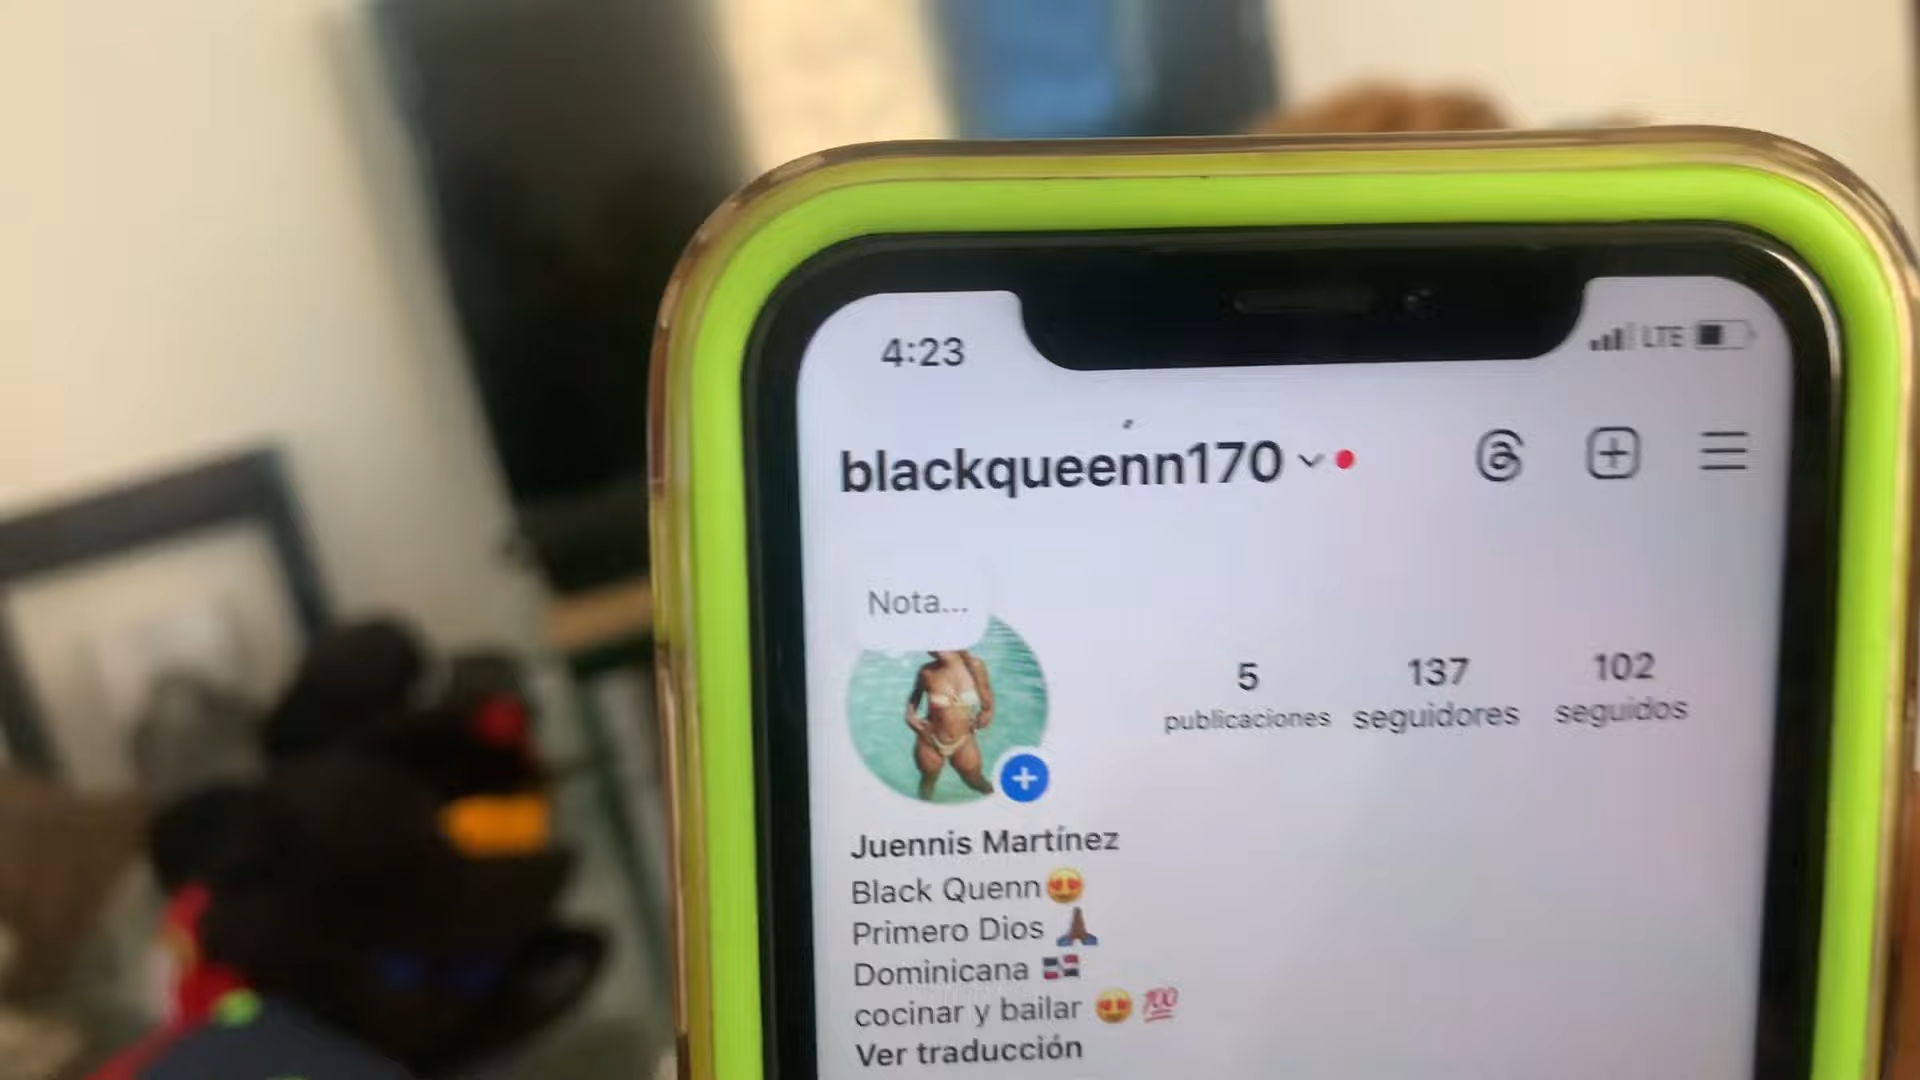 4:23
LTE
blackqueenn170
Nota...
5
publicaciones
137
seguidores
102
seguidos
Juennis Martínez
Black Quenn😍
Primero Dios 🙏🏾
Dominicana 🇩🇴
cocinar y bailar 😍 💯
Ver traducción